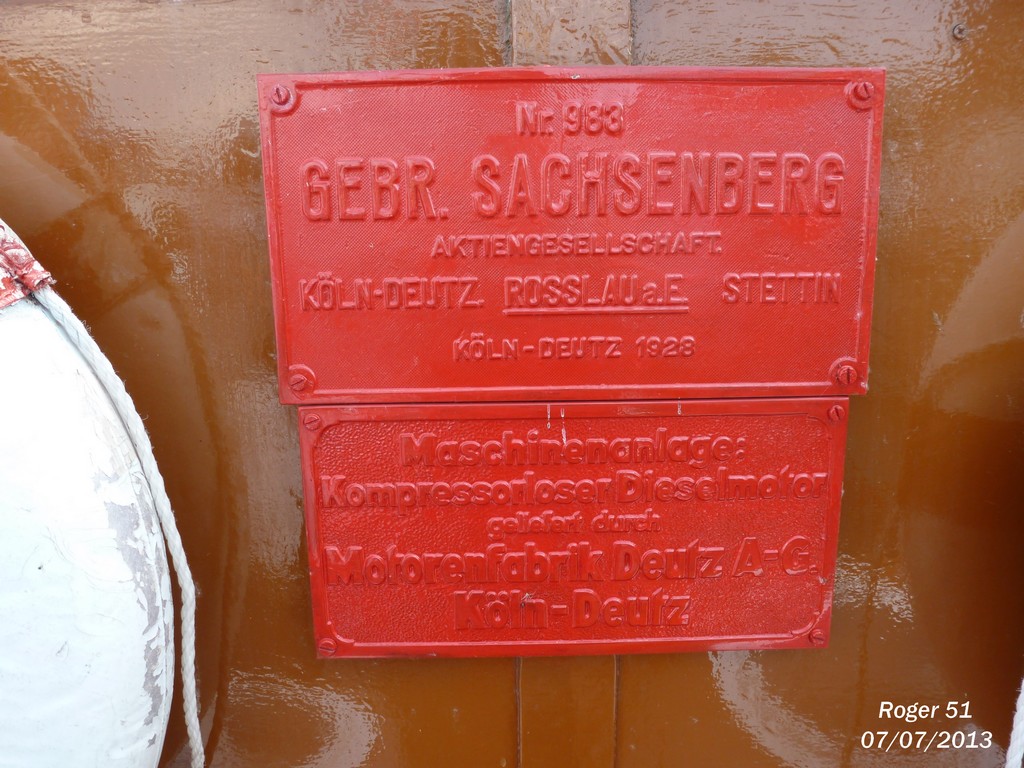 Nr. 983
GEBR. SACHSENBERG
AKTIENGESELLSCHAFT.
KÖLN-DEUTZ. ROSSLAU a.E. STETTIN
KÖLN-DEUTZ 1928
Maschinenanlage:
Kompressorloser Dieselmotor
geliefert durch
Motorenfabrik Deutz A-G.
Köln-Deutz
Roger 51
07/07/2013